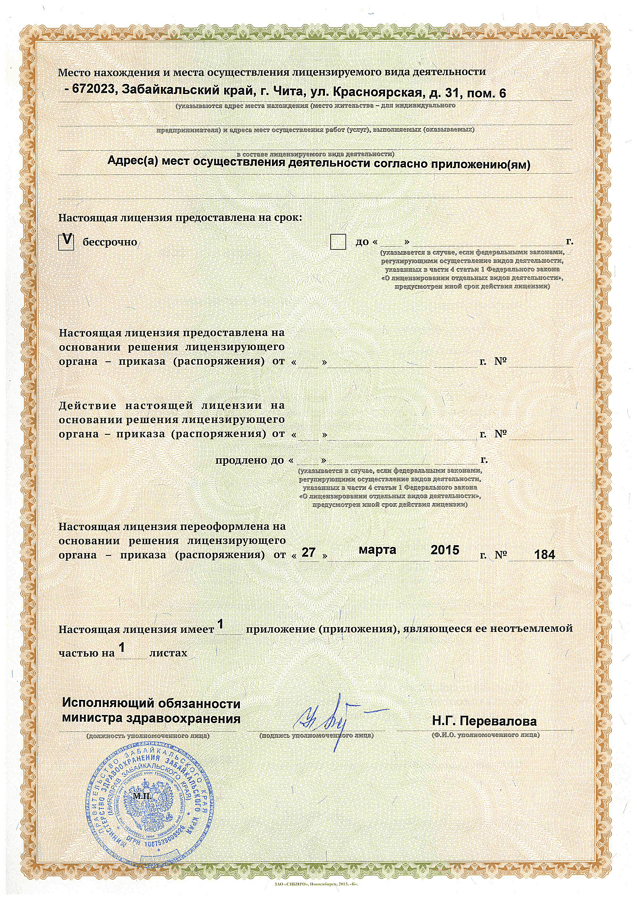 Место нахождения и места осуществления лицензируемого вида деятельности
- 672023, Забайкальский край, г. Чита, ул. Красноярская, д. 31, пом. 6
(указываются адрес места нахождения (место жительства – для индивидуального
предпринимателя) и адреса мест осуществления работ (услуг), выполняемых (оказываемых)
в составе лицензируемого вида деятельности)
Адрес(а) мест осуществления деятельности согласно приложению(ям)
Настоящая лицензия предоставлена на срок:
V бессрочно
до « » г.
(указывается в случае, если федеральными законами,
регулирующими осуществление видов деятельности,
указанных в части 4 статьи 1 Федерального закона
«О лицензировании отдельных видов деятельности»,
предусмотрен иной срок действия лицензии)
Настоящая лицензия предоставлена на
основании решения лицензирующего
органа – приказа (распоряжения) от « » г. №
Действие настоящей лицензии на
основании решения лицензирующего
органа – приказа (распоряжения) от « » г. №
продлено до « » г.
(указывается в случае, если федеральными законами,
регулирующими осуществление видов деятельности,
указанных в части 4 статьи 1 Федерального закона
«О лицензировании отдельных видов деятельности»,
предусмотрен иной срок действия лицензии)
Настоящая лицензия переоформлена на
основании решения лицензирующего
органа – приказа (распоряжения) от « 27 » марта 2015 г. № 184
Настоящая лицензия имеет 1 приложение (приложения), являющееся ее неотъемлемой
частью на 1 листах
Исполняющий обязанности
министра здравоохранения
Н.Г. Перевалова
(должность уполномоченного лица)
(подпись уполномоченного лица)
(Ф.И.О. уполномоченного лица)
ПРАВИТЕЛЬСТВО ЗАБАЙКАЛЬСКОГО КРАЯ
МИНИСТЕРСТВО ЗДРАВООХРАНЕНИЯ ЗАБАЙКАЛЬСКОГО КРАЯ
(МИНЗДРАВ ЗАБАЙКАЛЬСКОГО КРАЯ)
М.П.